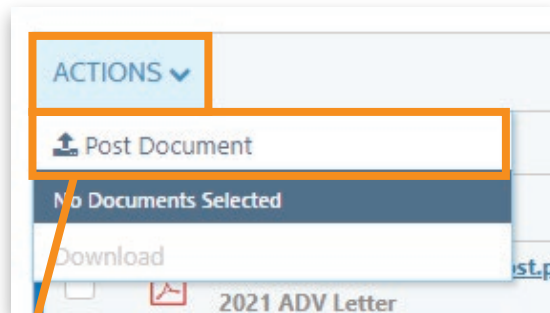 ACTIONS
Post Document
No Documents Selected
Download
2021 ADV Letter